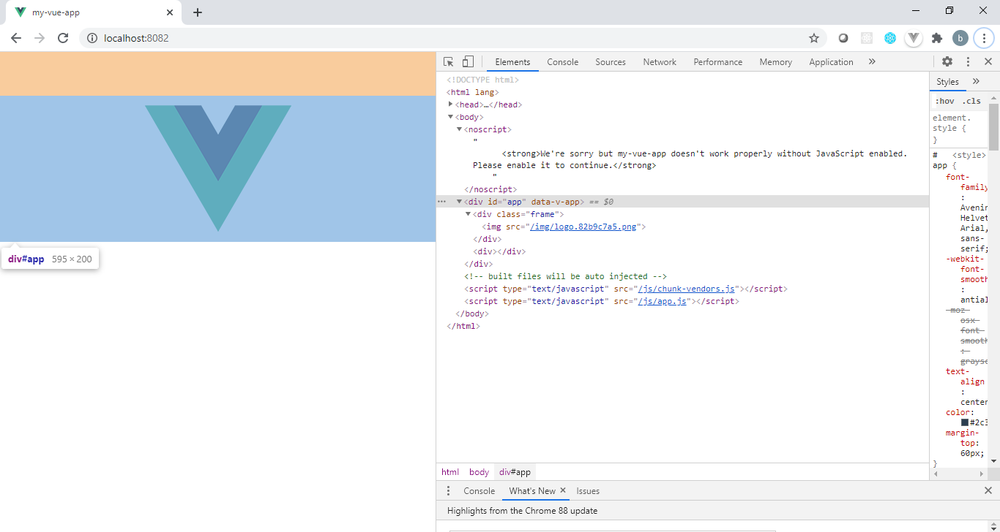 my-vue-app
localhost:8082
b
Elements Console Sources Network Performance Memory Application »
<!DOCTYPE html>
<html lang>
<head>…</head>
<body>
<noscript>
"
<strong>We're sorry but my-vue-app doesn't work properly without JavaScript enabled.
Please enable it to continue.</strong>
"
</noscript>
<div id="app" data-v-app> == $0
<div class="frame">
<img src="/img/logo.82b9c7a5.png">
</div>
<div></div>
</div>
<!-- built files will be auto injected -->
<script type="text/javascript" src="/js/chunk-vendors.js"></script>
<script type="text/javascript" src="/js/app.js"></script>
</body>
</html>
html body div#app
Styles »
:hov .cls
element.
style {
}
# <style>
app {
font-
family
:
Avenir
Helvet
Arial,
sans-
serif;
-webkit-
font-
smooth
:
antial
-moz-
osx-
font-
smooth
:
graysc
text-
align
:
center
color:
#2c3
margin-
top:
60px;
}
div#app 595 × 200
Console What's New Issues
Highlights from the Chrome 88 update